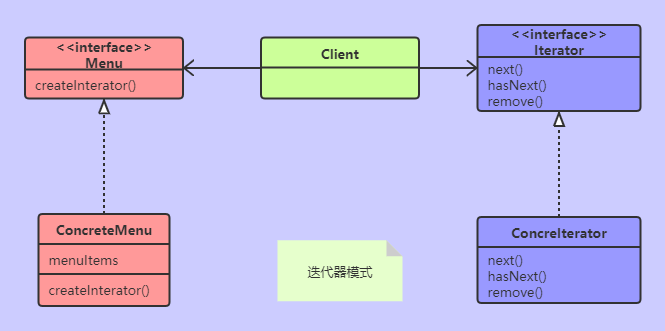 <<interface>>
Menu
createInterator()
Client
<<interface>>
Iterator
next()
hasNext()
remove()
ConcreteMenu
menuItems
createInterator()
迭代器模式
ConcreIterator
next()
hasNext()
remove()